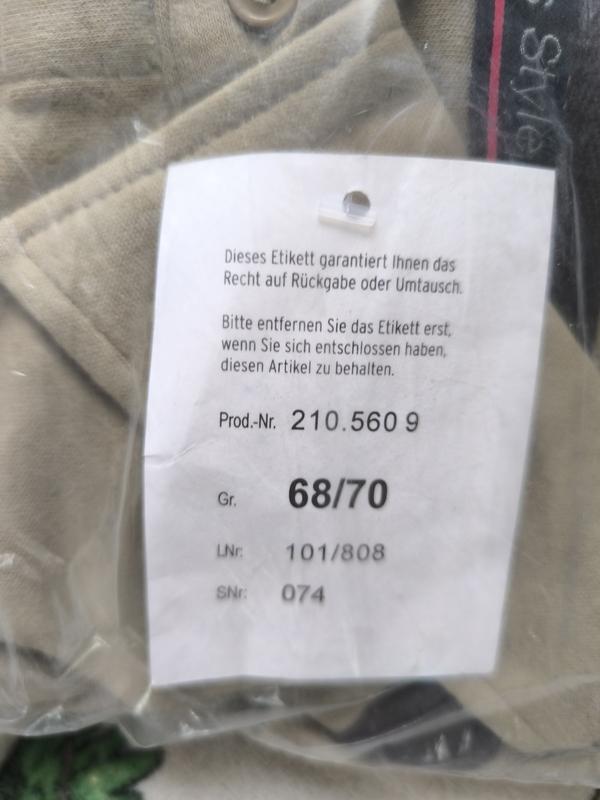 Style
Dieses Etikett garantiert Ihnen das
Recht auf Rückgabe oder Umtausch.
Bitte entfernen Sie das Etikett erst,
wenn Sie sich entschlossen haben,
diesen Artikel zu behalten.
Prod.-Nr. 210.560 9
Gr. 68/70
LNr: 101/808
SNr: 074